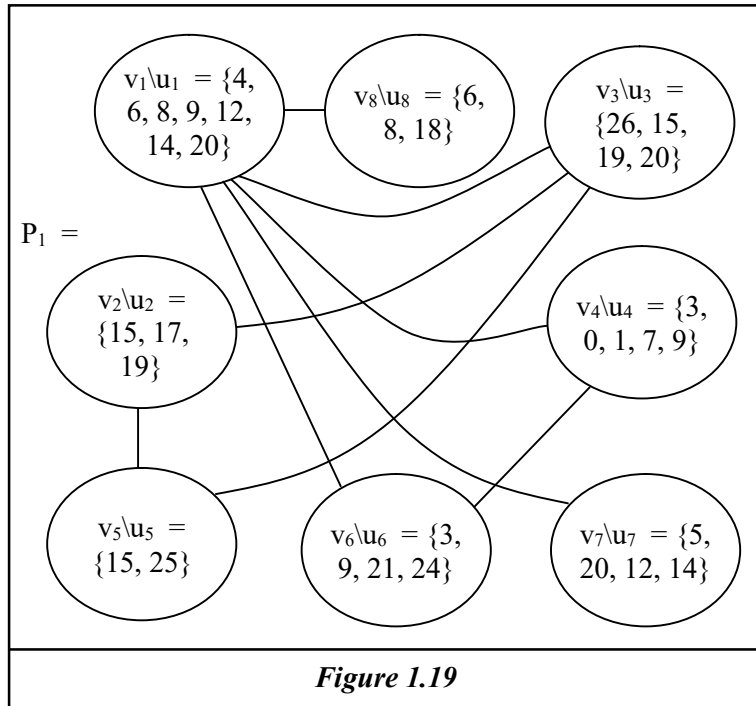 v₁\u₁ = {4,
6, 8, 9, 12,
14, 20}
v₈\u₈ = {6,
8, 18}
v₃\u₃ =
{26, 15,
19, 20}
P₁ =
v₂\u₂ =
{15, 17,
19}
v₄\u₄ = {3,
0, 1, 7, 9}
v₅\u₅ =
{15, 25}
v₆\u₆ = {3,
9, 21, 24}
v₇\u₇ = {5,
20, 12, 14}
Figure 1.19